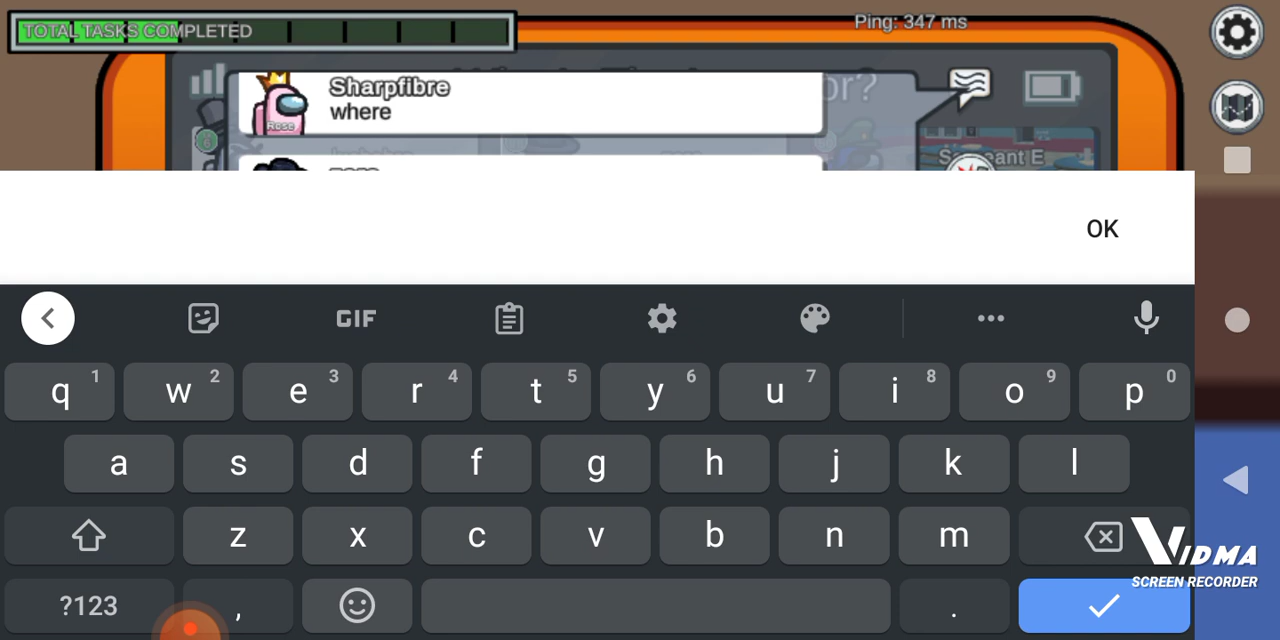 TOTAL TASKS COMPLETED
Ping: 347 ms
or?
Sharpfibre
Rose
where
OK
GIF
q 1 w 2 e 3 r 4 t 5 y 6 u 7 i 8 o 9 p 0
a s d f g h j k l
z x c v b n m
?123 , .
VIDMA
SCREEN RECORDER